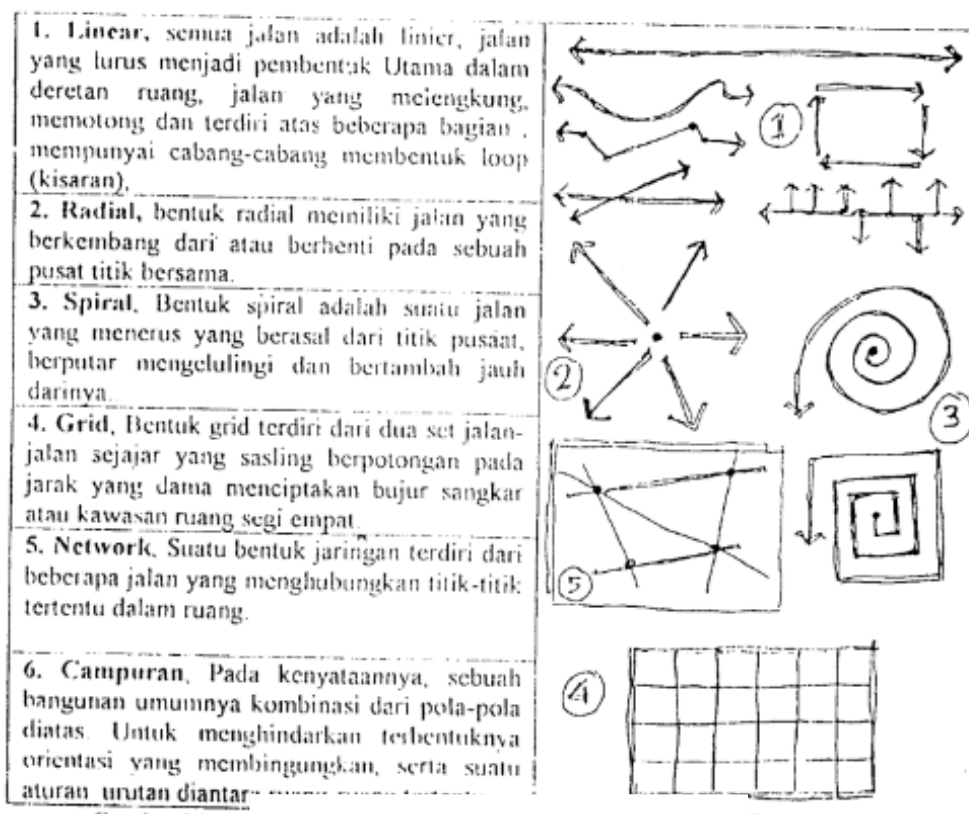 1. Linear, semua jalan adalah linier, jalan
yang lurus menjadi pembentuk Utama dalam
deretan ruang, jalan yang melengkung,
memotong dan terdiri atas beberapa bagian ,
mempunyai cabang-cabang membentuk loop
(kisaran),
2. Radial, bentuk radial memiliki jalan yang
berkembang dari atau berhenti pada sebuah
pusat titik bersama.
3. Spiral, Bentuk spiral adalah suatu jalan
yang menerus yang berasal dari titik pusaat,
berputar mengelulingi dan bertambah jauh
darinya.
4. Grid, Bentuk grid terdiri dari dua set jalan-
jalan sejajar yang sasling berpotongan pada
jarak yang dama menciptakan bujur sangkar
atau kawasan ruang segi empat.
5. Network, Suatu bentuk jaringan terdiri dari
beberapa jalan yang menghubungkan titik-titik
tertentu dalam ruang.
6. Campuran, Pada kenyataannya, sebuah
bangunan umumnya kombinasi dari pola-pola
diatas. Untuk menghindarkan terbentuknya
orientasi yang membingungkan, serta suatu
aturan urutan diantar
1
2
3
5
4